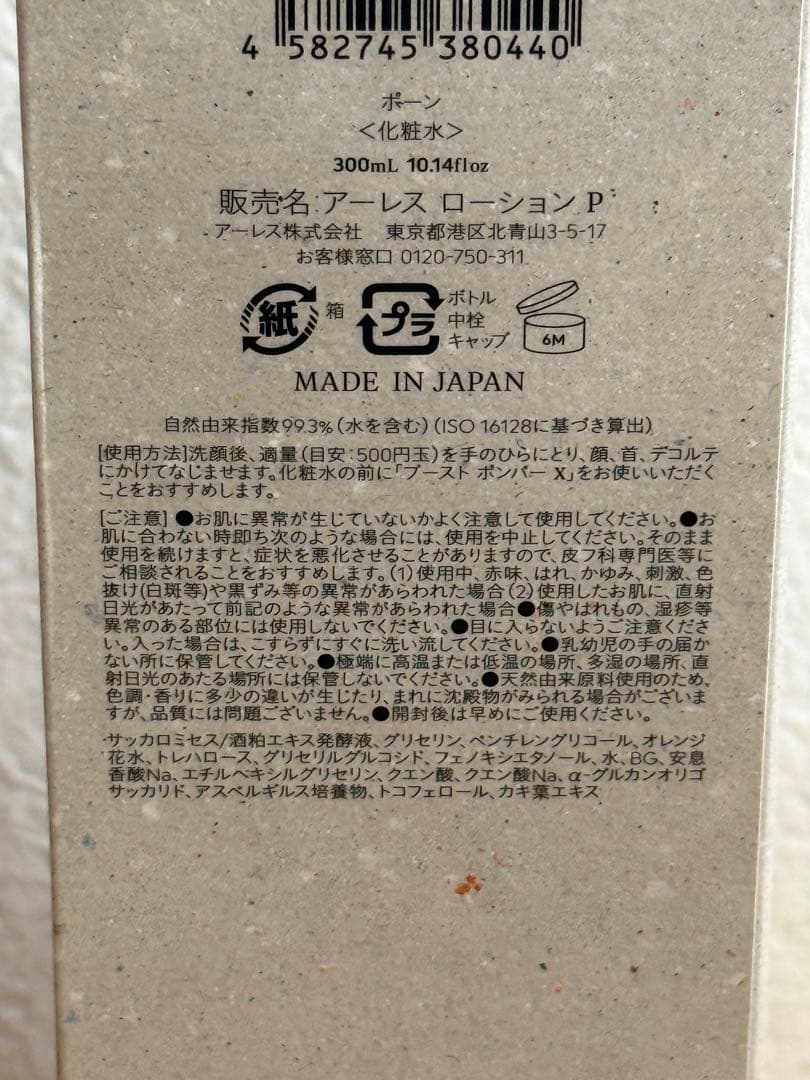 4 582745 380440
ポーン
＜化粧水＞
300mL 10.14fl oz
販売名:アーレス ローション P
アーレス株式会社　東京都港区北青山3-5-17
お客様窓口 0120-750-311
紙 箱 プラ ボトル
中栓
キャップ 6M
MADE IN JAPAN
自然由来指数99.3%(水を含む)(ISO 16128に基づき算出)
[使用方法]洗顔後、適量(目安:500円玉)を手のひらにとり、顔、首、デコルテ
にかけてなじませます。化粧水の前に「ブースト ボンバー X」をお使いいただく
ことをおすすめします。
[ご注意] ●お肌に異常が生じていないかよく注意して使用してください。●お
肌に合わない時即ち次のような場合には、使用を中止してください。そのまま
使用を続けますと、症状を悪化させることがありますので、皮フ科専門医等に
ご相談されることをおすすめします。(1)使用中、赤味、はれ、かゆみ、刺激、色
抜け(白斑等)や黒ずみ等の異常があらわれた場合(2)使用したお肌に、直射
日光があたって前記のような異常があらわれた場合●傷やはれもの、湿疹等
異常のある部位には使用しないでください。●目に入らないようご注意くださ
い。入った場合は、こすらずにすぐに洗い流してください。●乳幼児の手の届か
ない所に保管してください。●極端に高温または低温の場所、多湿の場所、直
射日光のあたる場所には保管しないでください。●天然由来原料使用のため、
色調・香りに多少の違いが生じたり、まれに沈殿物がみられる場合がございま
すが、品質には問題ございません。●開封後は早めにご使用ください。
サッカロミセス/酒粕エキス発酵液、グリセリン、ペンチレングリコール、オレンジ
花水、トレハロース、グリセリルグルコシド、フェノキシエタノール、水、BG、安息
香酸Na、エチルヘキシルグリセリン、クエン酸、クエン酸Na、α-グルカンオリゴ
サッカリド、アスペルギルス培養物、トコフェロール、カキ葉エキス